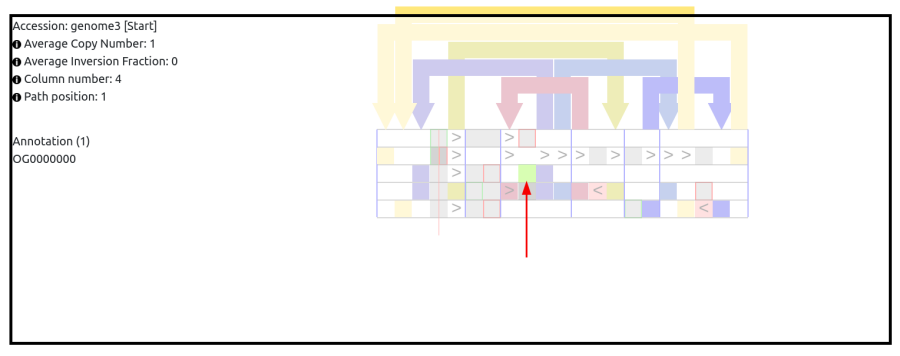 Accession: genome3 [Start]
Average Copy Number: 1
Average Inversion Fraction: 0
Column number: 4
Path position: 1
Annotation (1)
OG0000000
> >
> > > > > > > > >
>
> <
> <